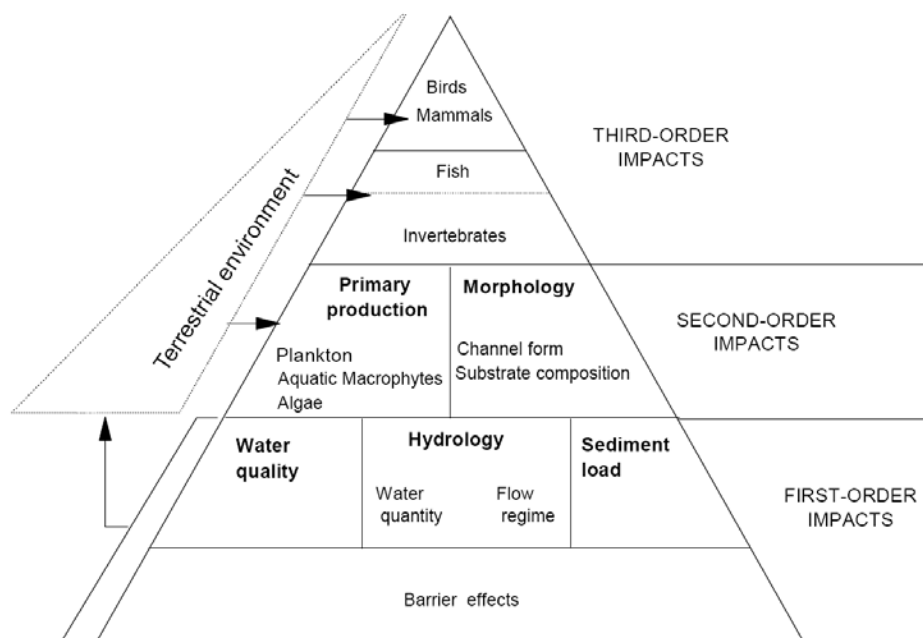 Birds
Mammals
THIRD-ORDER
IMPACTS
Fish
Terrestrial environment
Invertebrates
Primary
production
Morphology
SECOND-ORDER
IMPACTS
Plankton
Aquatic Macrophytes
Algae
Channel form
Substrate composition
Water
quality
Hydrology
Sediment
load
Water
quantity
Flow
regime
FIRST-ORDER
IMPACTS
Barrier effects